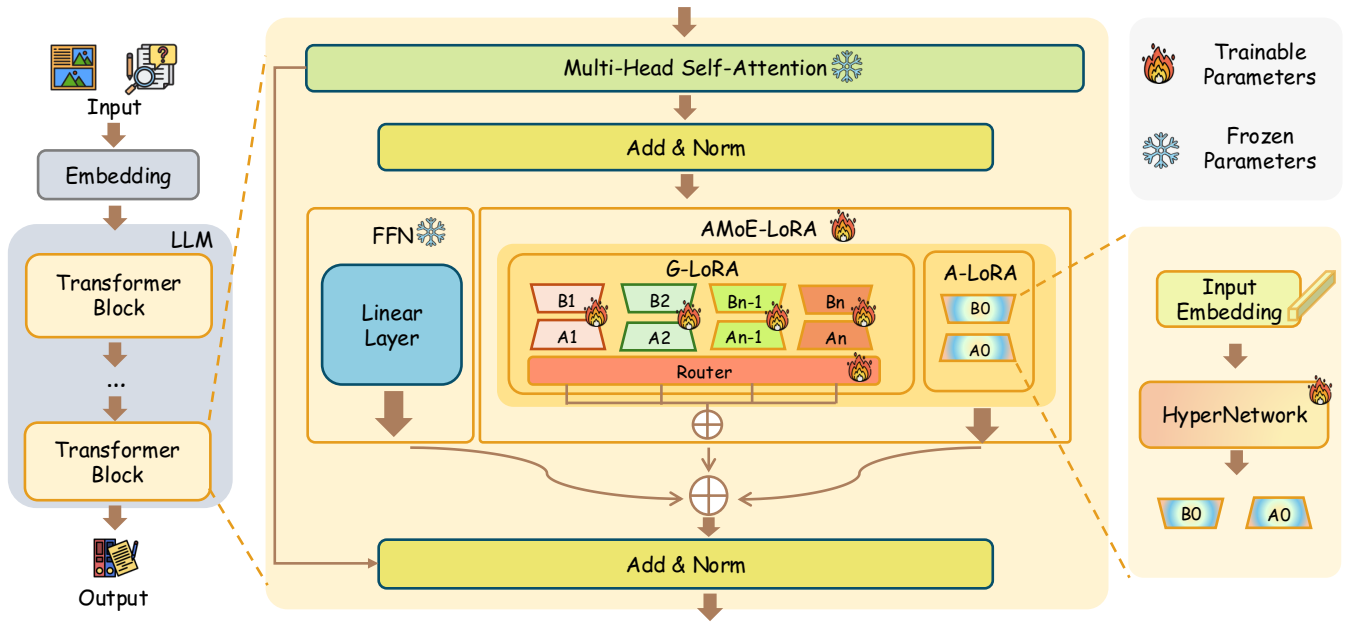 Input
Embedding
LLM
Transformer
Block
...
Transformer
Block
Output
Multi-Head Self-Attention
Add & Norm
FFN
Linear
Layer
AMoE-LoRA
G-LoRA
B1
B2
Bn-1
Bn
A1
A2
An-1
An
Router
A-LoRA
B0
A0
Add & Norm
Trainable
Parameters
Frozen
Parameters
Input
Embedding
HyperNetwork
B0
A0